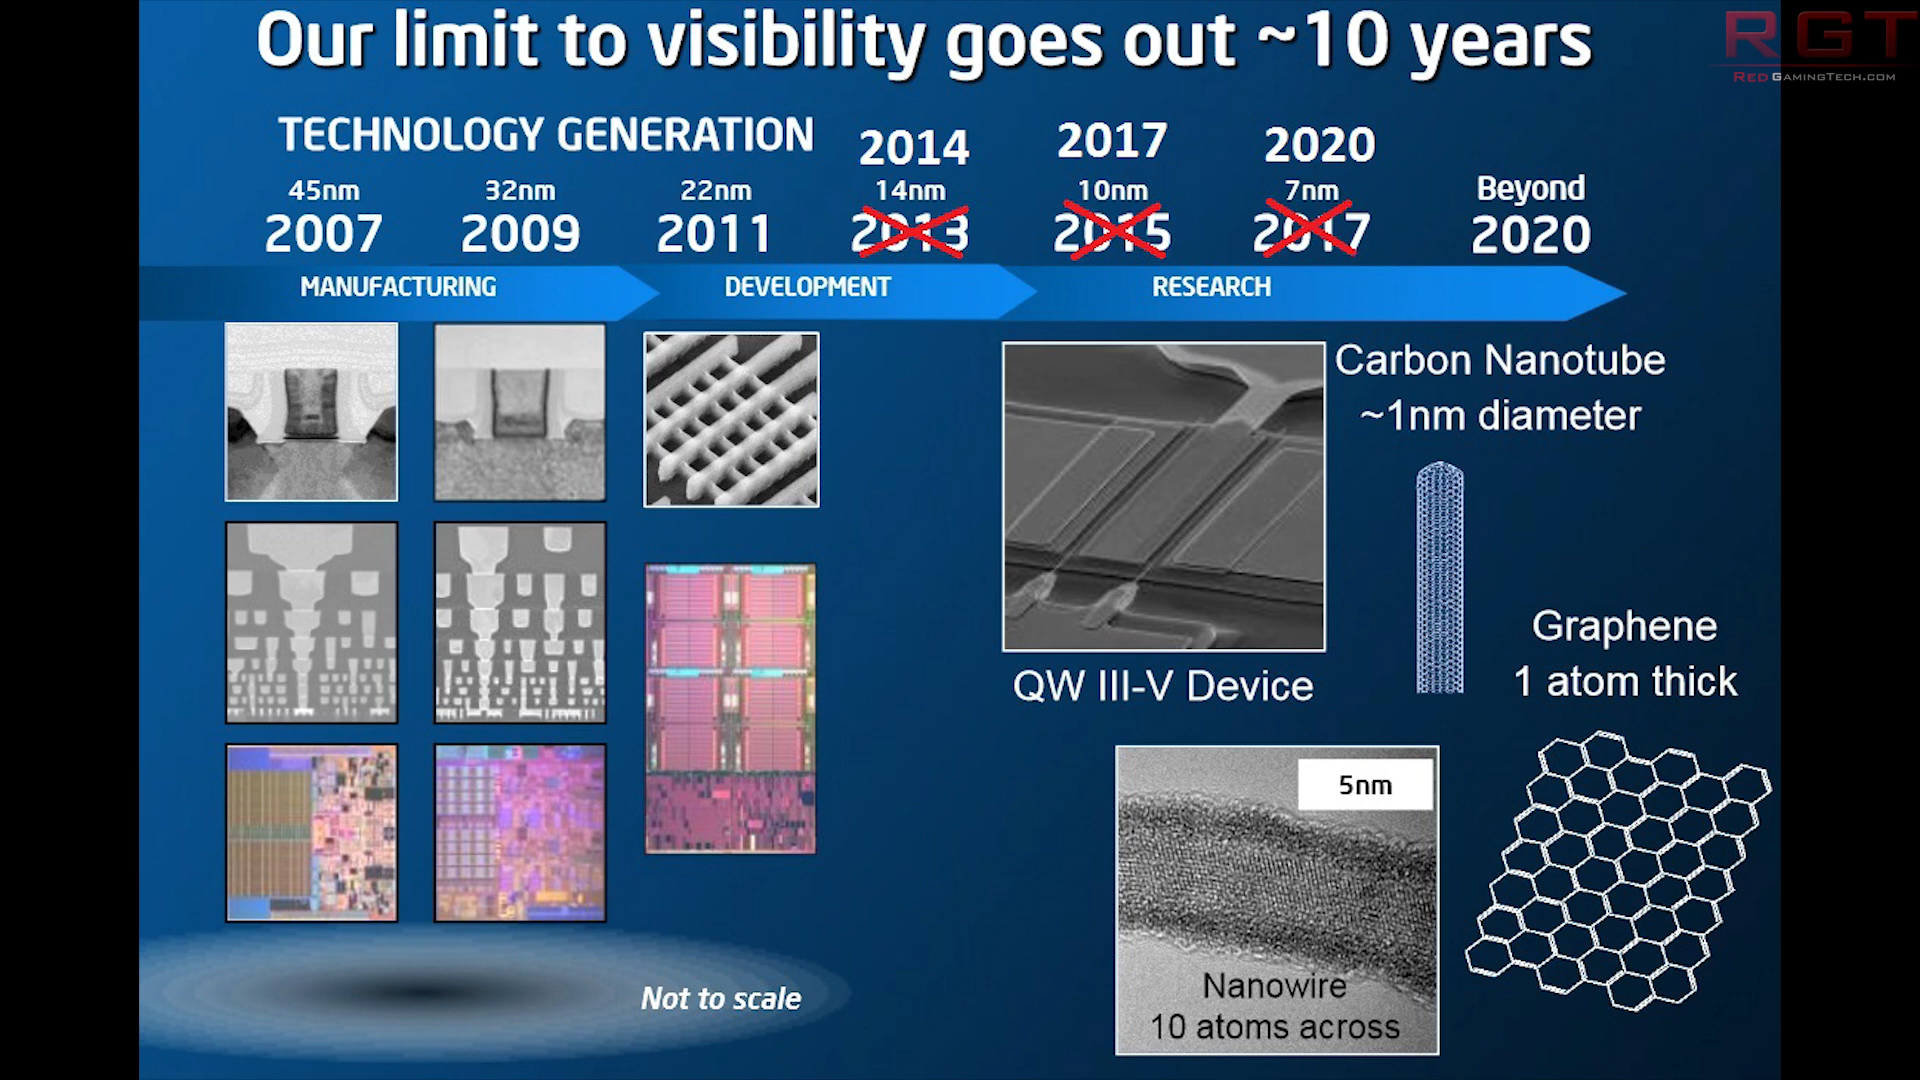 Our limit to visibility goes out ~10 years
RGT
REDGAMINGTECH.COM
TECHNOLOGY GENERATION
2014
2017
2020
45nm
32nm
22nm
14nm
10nm
7nm
Beyond
2007
2009
2011
2013
2015
2017
2020
MANUFACTURING
DEVELOPMENT
RESEARCH
Carbon Nanotube
~1nm diameter
QW III-V Device
Graphene
1 atom thick
5nm
Nanowire
10 atoms across
Not to scale